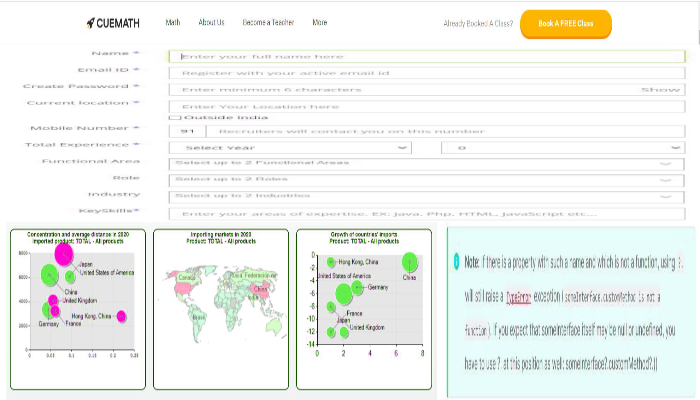 CUEMATH
Math
About Us
Become a Teacher
More
Already Booked A Class?
Book A FREE Class
Name *
Enter your full name here
Email ID *
Register with your active email id
Create Password *
Enter minimum 6 characters
Show
Current location *
Enter Your Location here
Outside India
Mobile Number *
91
Recruiters will contact you on this number
Total Experience *
Select Year
0
Functional Area
Select up to 2 Functional Areas
Role
Select up to 2 Roles
Industry
Select up to 2 Industries
KeySkills*
Enter your areas of expertise. EX: Java, Php, HTML, JavaScript etc...
Concentration and average distance in 2020
Imported product: TOTAL - All products
8000
6000
4000
2000
0
Japan
United States of America
China
United Kingdom
Hong Kong, China
Germany
France
0 0.05 0.1 0.15 0.2 0.25
Importing markets in 2020
Product: TOTAL - All products
Canada
China
India
Brazil
Growth of countries' imports
Product: TOTAL - All products
0
-2
-4
-6
-8
-10
-12
-14
Hong Kong, China
China
United States of America
Germany
France
Japan
United Kingdom
0 2 4 6 8
Note: if there is a property with such a name and which is not a function, using ?.
will still raise a TypeError exception (someInterface.customMethod is not a
function). If you expect that someInterface itself may be null or undefined, you
have to use ?. at this position as well: someInterface?.customMethod?.()